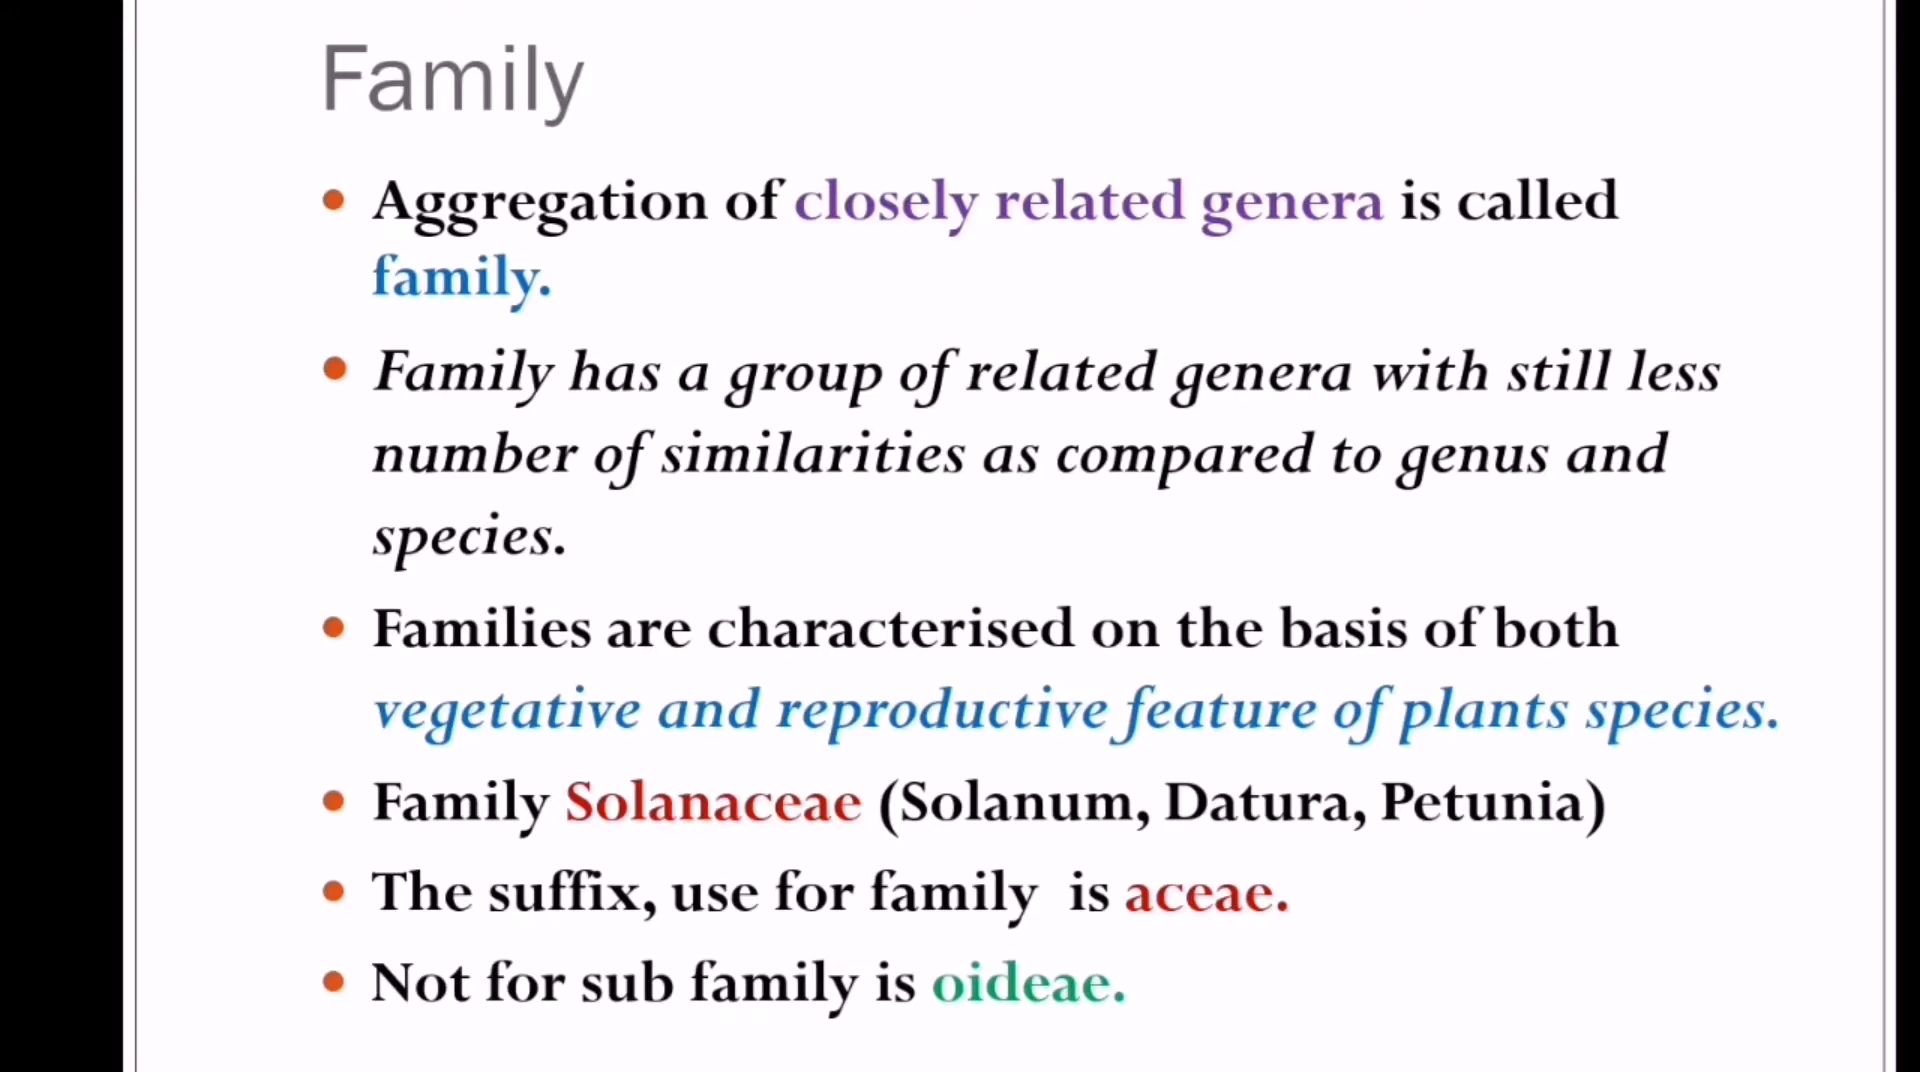 Family
• Aggregation of closely related genera is called
family.
• Family has a group of related genera with still less
number of similarities as compared to genus and
species.
• Families are characterised on the basis of both
vegetative and reproductive feature of plants species.
• Family Solanaceae (Solanum, Datura, Petunia)
• The suffix, use for family is aceae.
• Not for sub family is oideae.